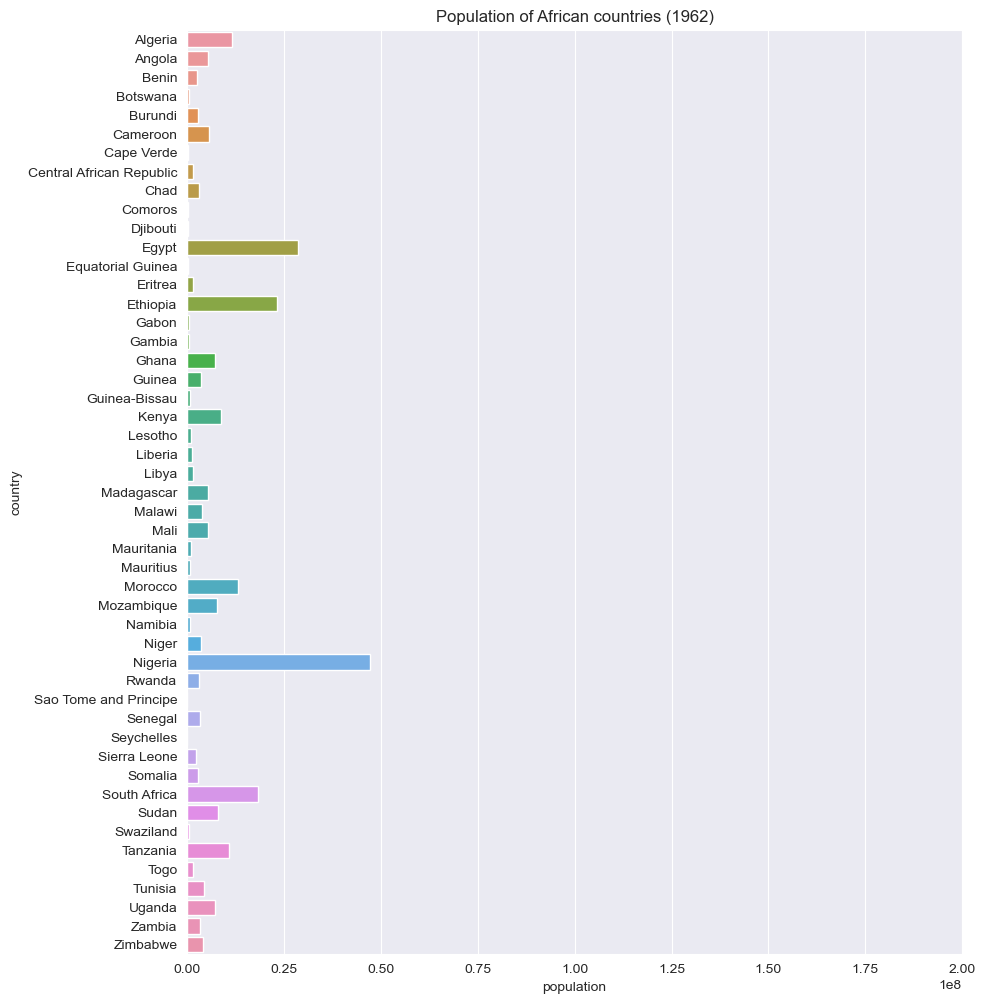 Population of African countries (1962)
Algeria
Angola
Benin
Botswana
Burundi
Cameroon
Cape Verde
Central African Republic
Chad
Comoros
Djibouti
Egypt
Equatorial Guinea
Eritrea
Ethiopia
Gabon
Gambia
Ghana
Guinea
Guinea-Bissau
Kenya
Lesotho
Liberia
Libya
Madagascar
Malawi
Mali
Mauritania
Mauritius
Morocco
Mozambique
Namibia
Niger
Nigeria
Rwanda
Sao Tome and Principe
Senegal
Seychelles
Sierra Leone
Somalia
South Africa
Sudan
Swaziland
Tanzania
Togo
Tunisia
Uganda
Zambia
Zimbabwe
country
0.00 0.25 0.50 0.75 1.00 1.25 1.50 1.75 2.00
population
1e8